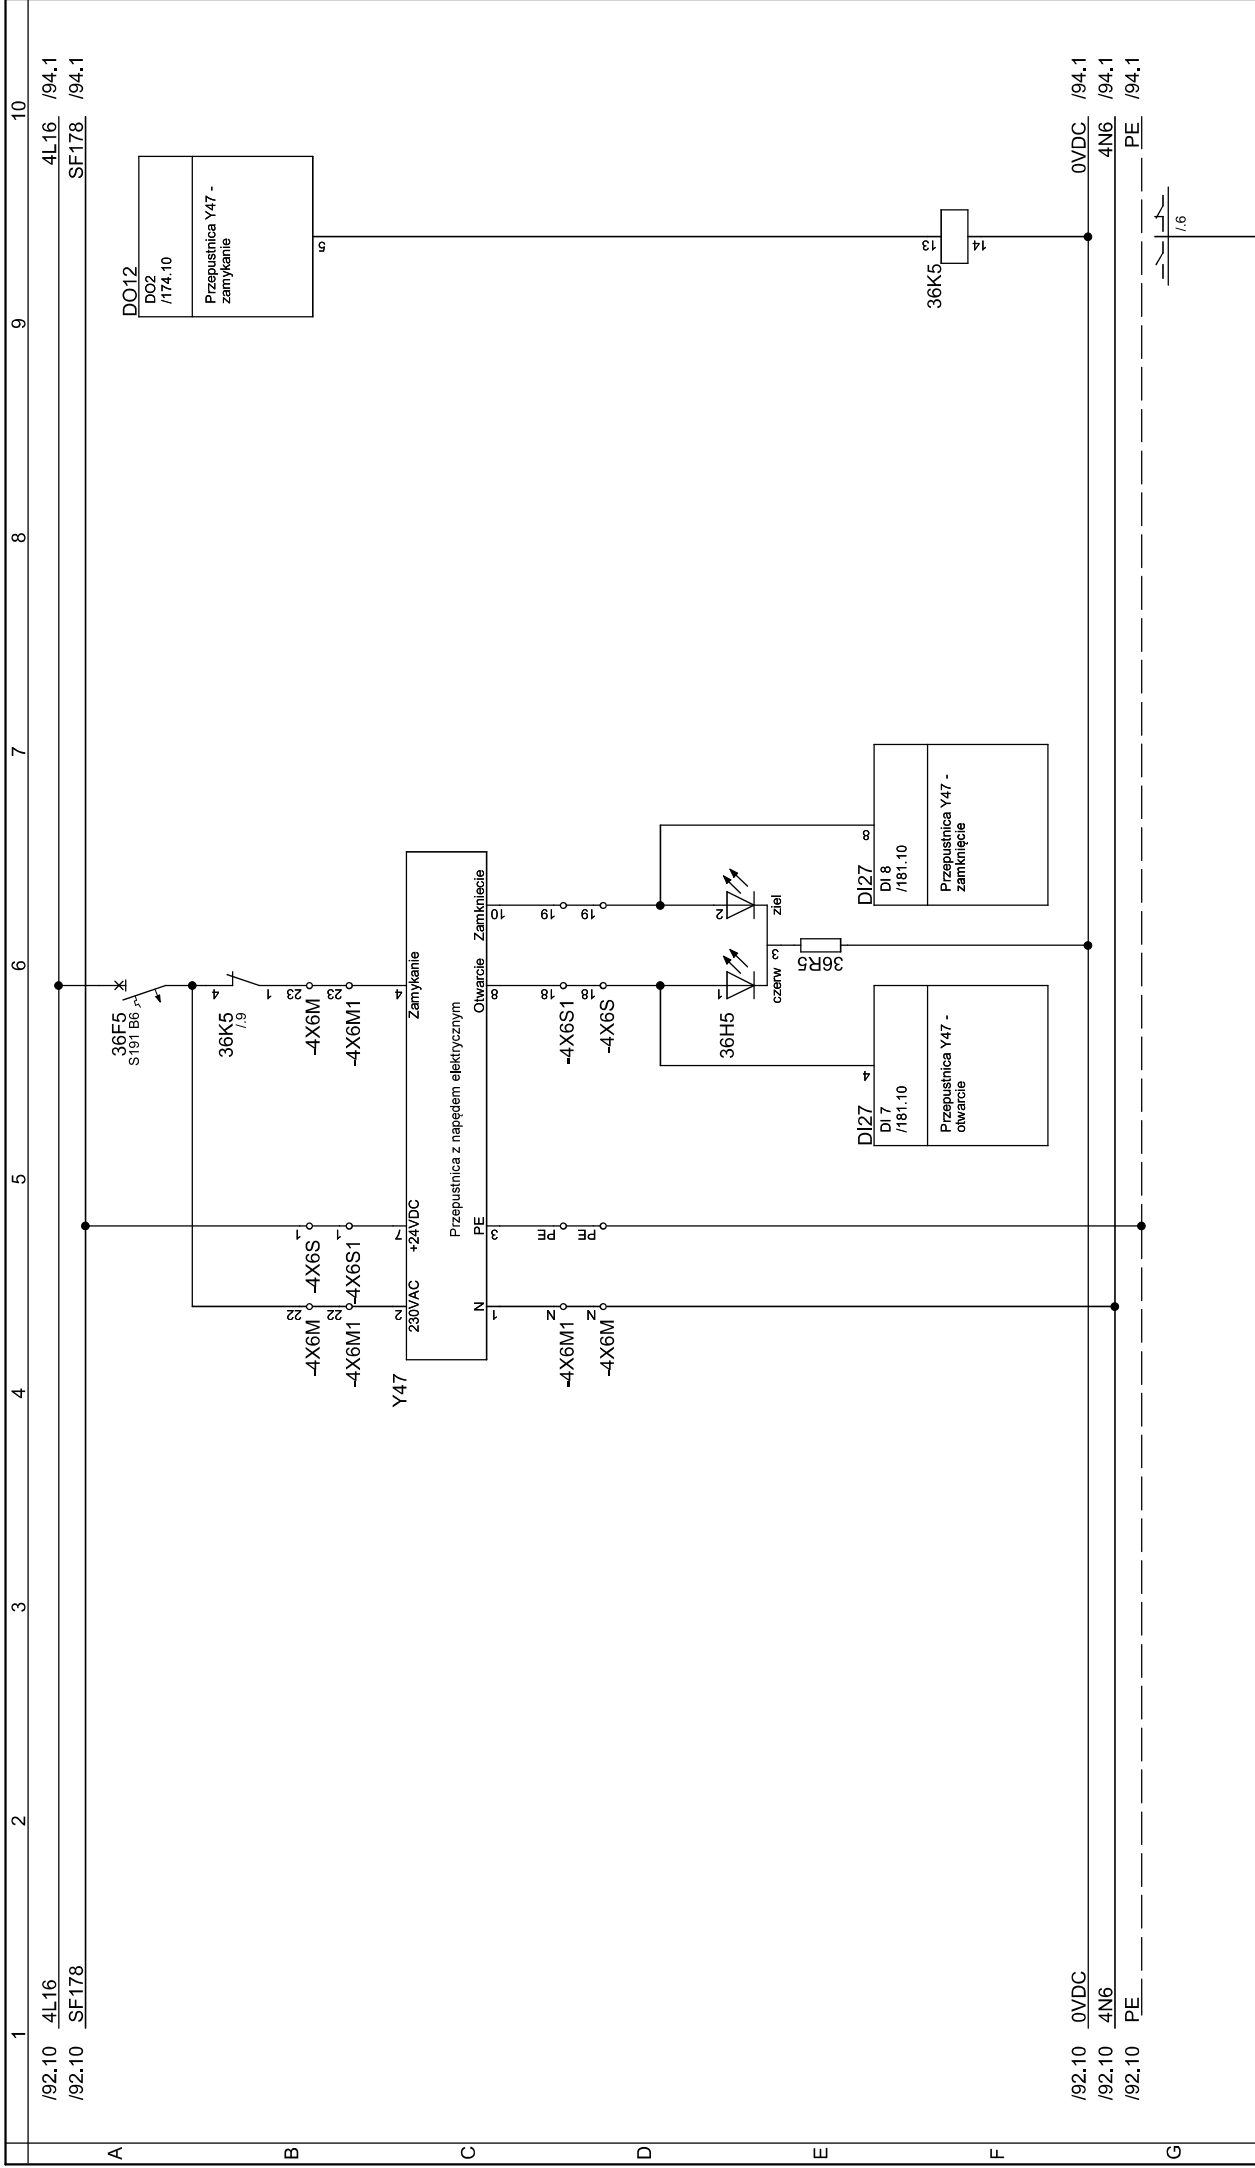 1 2 3 4 5 6 7 8 9 10
/92.10 4L16 4L16 /94.1
/92.10 SF178 SF178 /94.1
A
B
C
D
E
F
G
36F5
S191 B6
36K5
/.9
4
1
DO12
DO2
/174.10
Przepustnica Y47 -
zamykanie
5
22
-4X6M
22
-4X6M1
1
-4X6S
1
-4X6S1
23
-4X6M
23
-4X6M1
Y47
2
230VAC
7
+24VDC
4
Zamykanie
Przepustnica z napędem elektrycznym
N
1
PE
3
Otwarcie
8
Zamkniecie
10
N
-4X6M1
N
-4X6M
PE
PE
18
-4X6S1
18
-4X6S
19
19
36H5
1
2
czerw
3
ziel
36R5
DI27
DI 7
/181.10
4
Przepustnica Y47 -
otwarcie
DI27
DI 8
/181.10
8
Przepustnica Y47 -
zamknięcie
13
36K5
14
/92.10 0VDC 0VDC /94.1
/92.10 4N6 4N6 /94.1
/92.10 PE PE /94.1
/.6